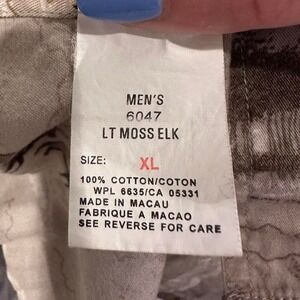 MEN'S
6047
LT MOSS ELK
SIZE: XL
100% COTTON/COTON
WPL 6635/CA 05331
MADE IN MACAU
FABRIQUE A MACAO
SEE REVERSE FOR CARE